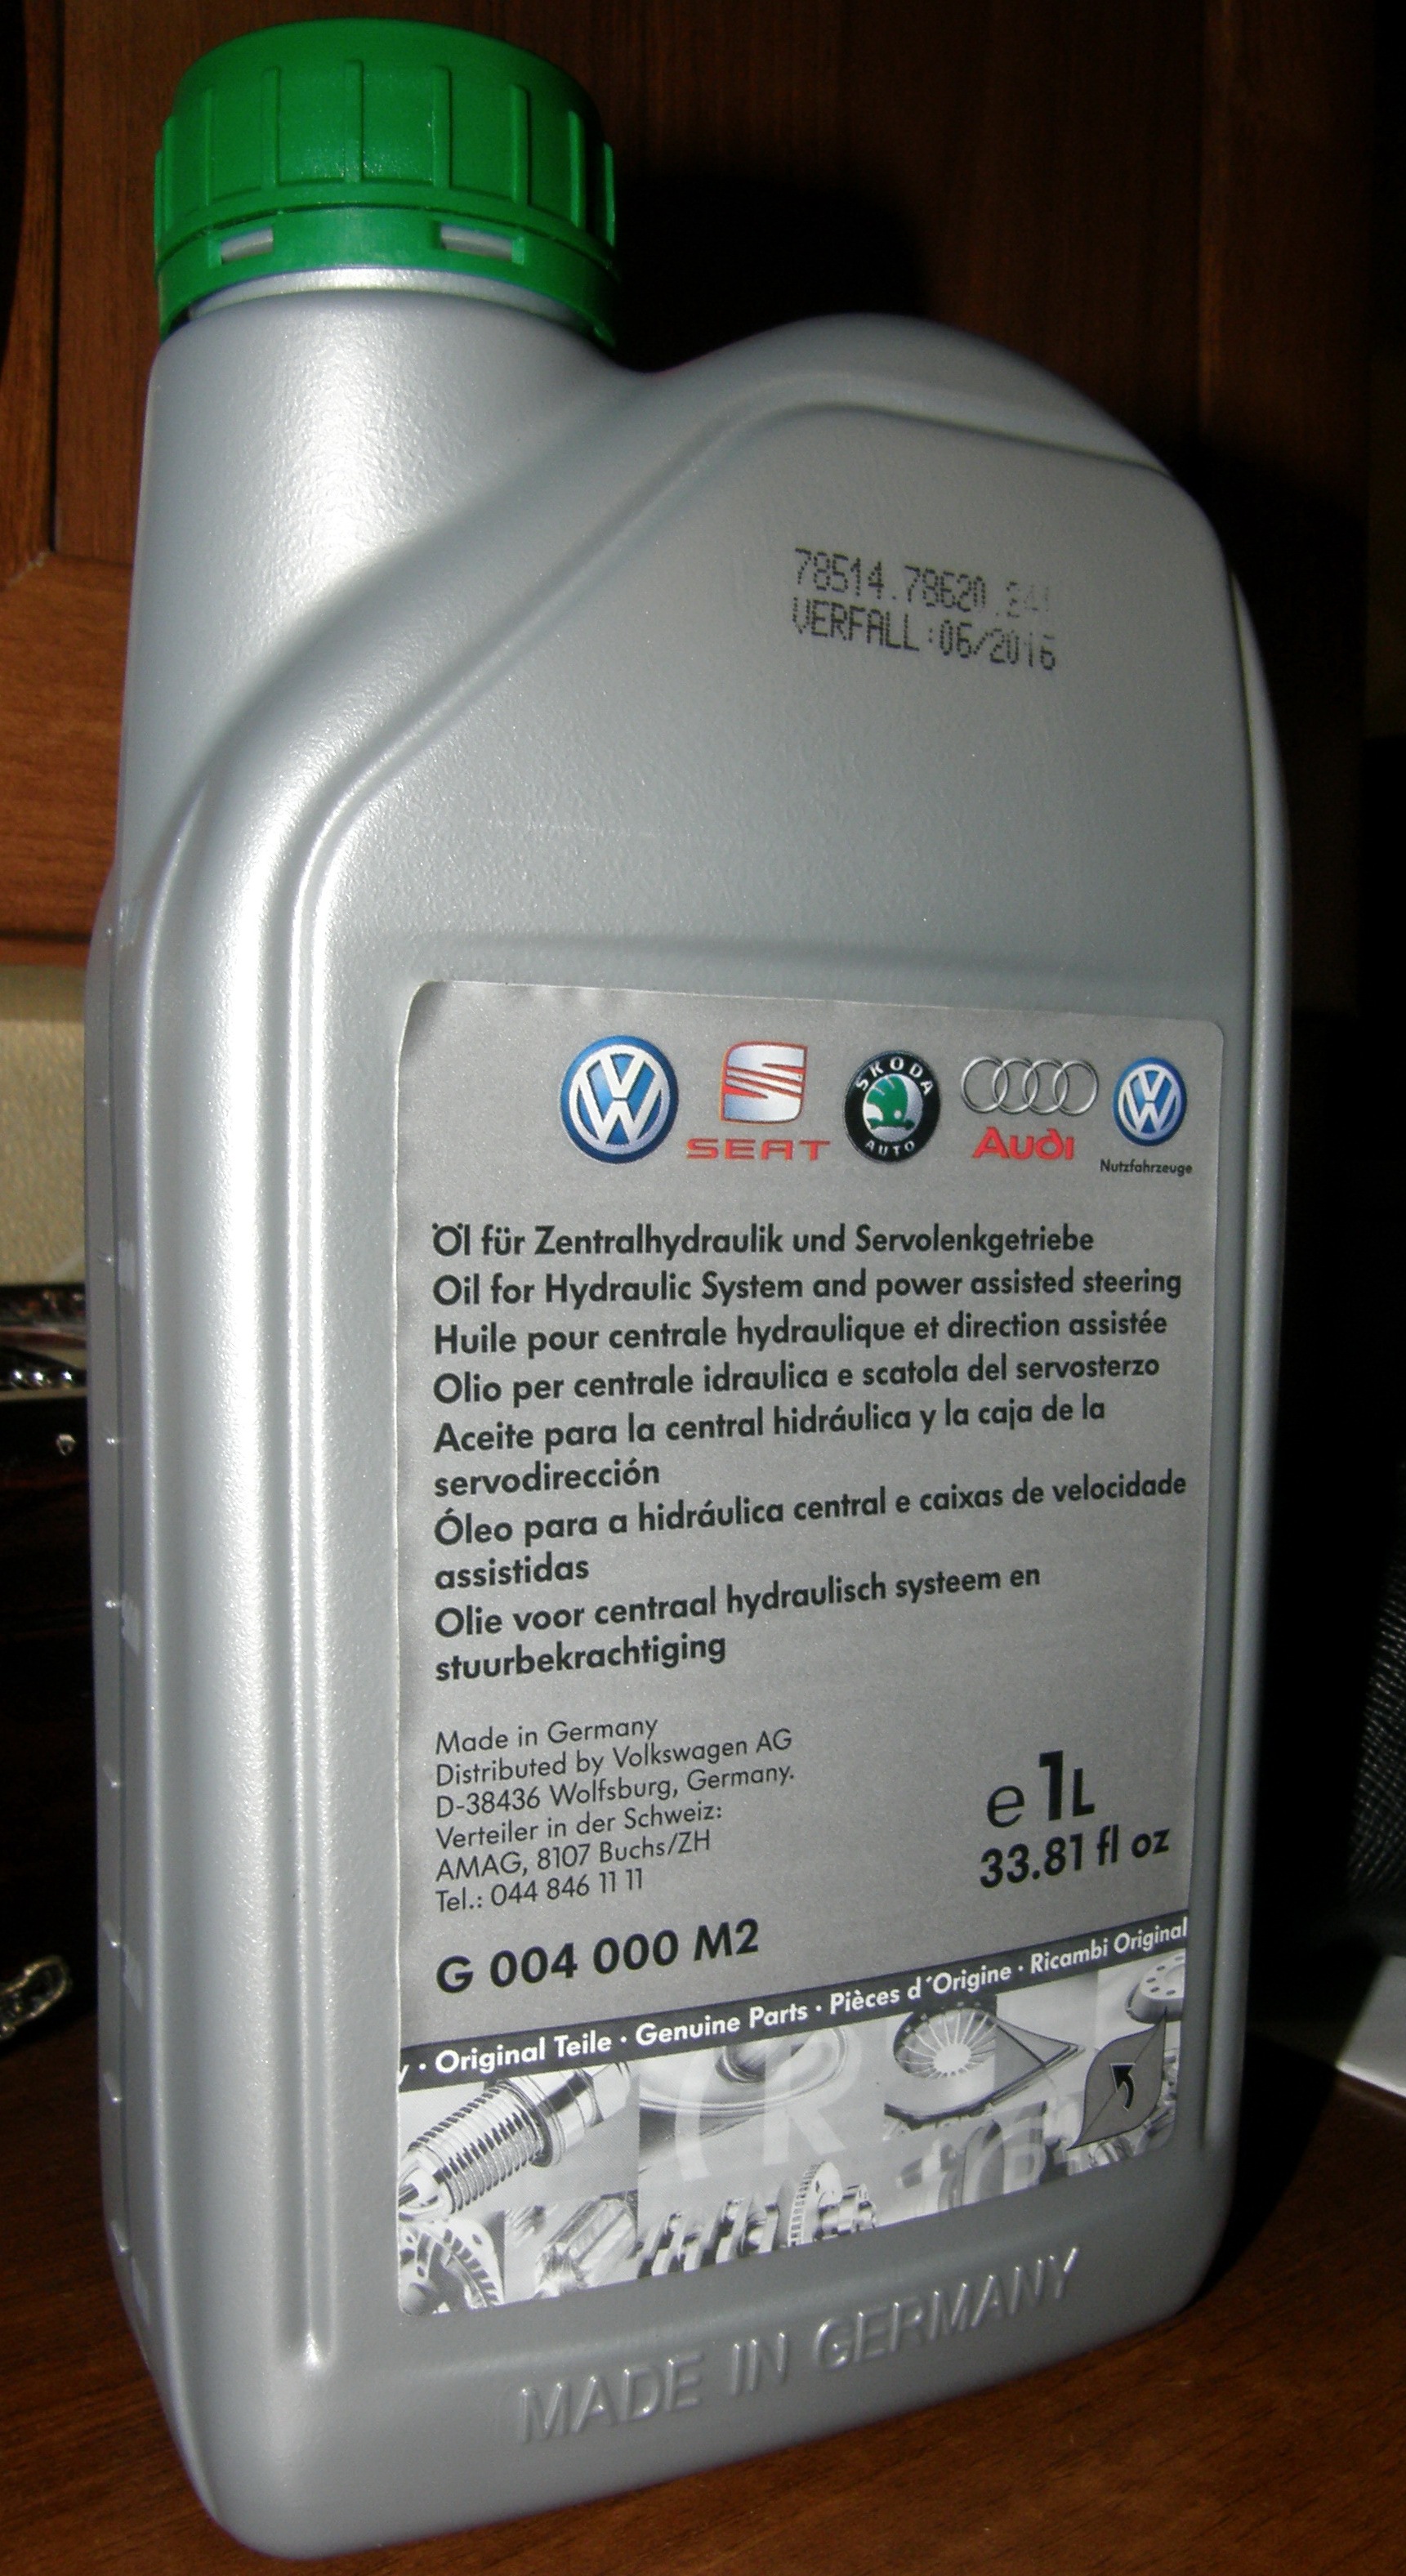 78514.78620
VERFALL:06/2016
SEAT
SKODA
AUTO
Audi
Nutzfahrzeuge
Öl für Zentralhydraulik und Servolenkgetriebe
Oil for Hydraulic System and power assisted steering
Huile pour centrale hydraulique et direction assistée
Olio per centrale idraulica e scatola del servosterzo
Aceite para la central hidráulica y la caja de la
servodirección
Óleo para a hidráulica central e caixas de velocidade
assistidas
Olie voor centraal hydraulisch systeem en
stuurbekrachtiging
Made in Germany
Distributed by Volkswagen AG
D-38436 Wolfsburg, Germany.
Verteiler in der Schweiz:
AMAG, 8107 Buchs/ZH
Tel.: 044 846 11 11
e 1L
33.81 fl oz
G 004 000 M2
· Original Teile · Genuine Parts · Pièces d´Origine · Ricambi Original
MADE IN GERMANY